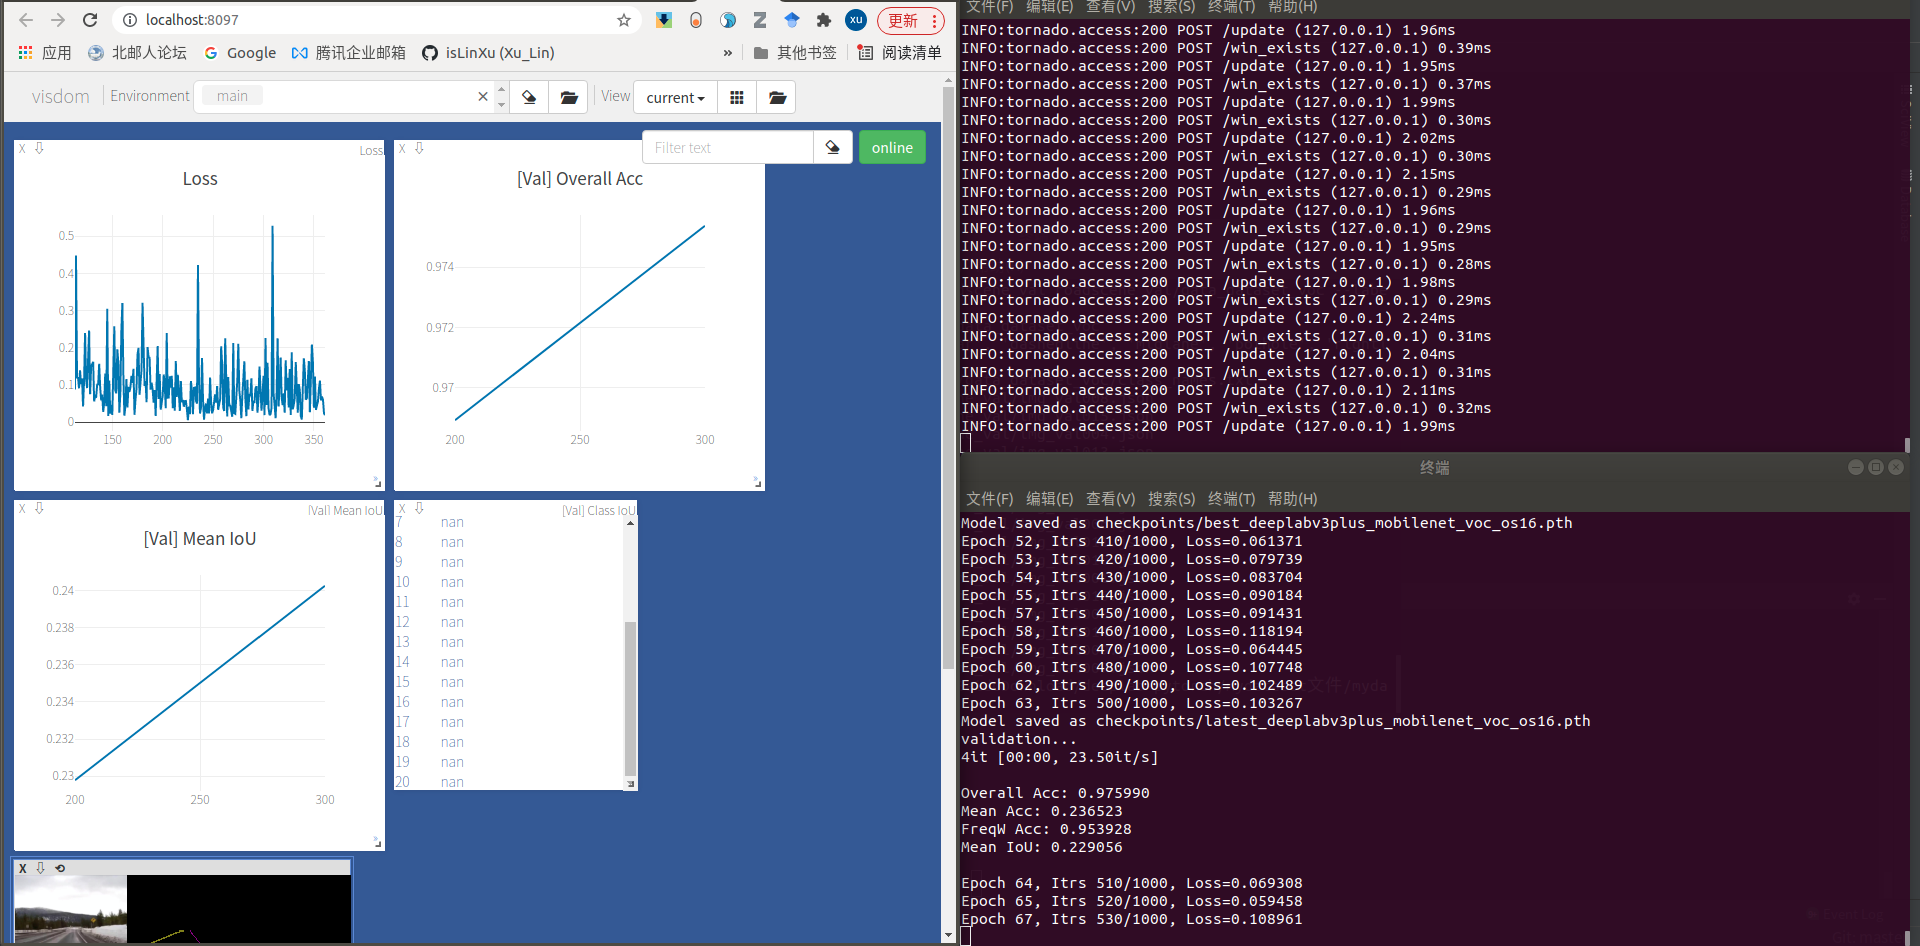 localhost:8097
xu
更新
应用
北邮人论坛
Google
腾讯企业邮箱
isLinXu (Xu_Lin)
»
其他书签
阅读清单
visdom
Environment
main
View
current
Filter text
online
X
Loss
Loss
0.5
0.4
0.3
0.2
0.1
0
150
200
250
300
350
X
[Val] Overall Acc
0.974
0.972
0.97
200
250
300
X
[Val] Mean IoU
[Val] Mean IoU
0.24
0.238
0.236
0.234
0.232
0.23
200
250
300
X
[Val] Class IoU
7 nan
8 nan
9 nan
10 nan
11 nan
12 nan
13 nan
14 nan
15 nan
16 nan
17 nan
18 nan
19 nan
20 nan
X
文件(F) 编辑(E) 查看(V) 搜索(S) 终端(T) 帮助(H)
INFO:tornado.access:200 POST /update (127.0.0.1) 1.96ms
INFO:tornado.access:200 POST /win_exists (127.0.0.1) 0.39ms
INFO:tornado.access:200 POST /update (127.0.0.1) 1.95ms
INFO:tornado.access:200 POST /win_exists (127.0.0.1) 0.37ms
INFO:tornado.access:200 POST /update (127.0.0.1) 1.99ms
INFO:tornado.access:200 POST /win_exists (127.0.0.1) 0.30ms
INFO:tornado.access:200 POST /update (127.0.0.1) 2.02ms
INFO:tornado.access:200 POST /win_exists (127.0.0.1) 0.30ms
INFO:tornado.access:200 POST /update (127.0.0.1) 2.15ms
INFO:tornado.access:200 POST /win_exists (127.0.0.1) 0.29ms
INFO:tornado.access:200 POST /update (127.0.0.1) 1.96ms
INFO:tornado.access:200 POST /win_exists (127.0.0.1) 0.29ms
INFO:tornado.access:200 POST /update (127.0.0.1) 1.95ms
INFO:tornado.access:200 POST /win_exists (127.0.0.1) 0.28ms
INFO:tornado.access:200 POST /update (127.0.0.1) 1.98ms
INFO:tornado.access:200 POST /win_exists (127.0.0.1) 0.29ms
INFO:tornado.access:200 POST /update (127.0.0.1) 2.24ms
INFO:tornado.access:200 POST /win_exists (127.0.0.1) 0.31ms
INFO:tornado.access:200 POST /update (127.0.0.1) 2.04ms
INFO:tornado.access:200 POST /win_exists (127.0.0.1) 0.31ms
INFO:tornado.access:200 POST /update (127.0.0.1) 2.11ms
INFO:tornado.access:200 POST /win_exists (127.0.0.1) 0.32ms
INFO:tornado.access:200 POST /update (127.0.0.1) 1.99ms
终端
文件(F) 编辑(E) 查看(V) 搜索(S) 终端(T) 帮助(H)
Model saved as checkpoints/best_deeplabv3plus_mobilenet_voc_os16.pth
Epoch 52, Itrs 410/1000, Loss=0.061371
Epoch 53, Itrs 420/1000, Loss=0.079739
Epoch 54, Itrs 430/1000, Loss=0.083704
Epoch 55, Itrs 440/1000, Loss=0.090184
Epoch 57, Itrs 450/1000, Loss=0.091431
Epoch 58, Itrs 460/1000, Loss=0.118194
Epoch 59, Itrs 470/1000, Loss=0.064445
Epoch 60, Itrs 480/1000, Loss=0.107748
Epoch 62, Itrs 490/1000, Loss=0.102489
Epoch 63, Itrs 500/1000, Loss=0.103267
Model saved as checkpoints/latest_deeplabv3plus_mobilenet_voc_os16.pth
validation...
4it [00:00, 23.50it/s]
Overall Acc: 0.975990
Mean Acc: 0.236523
FreqW Acc: 0.953928
Mean IoU: 0.229056
Epoch 64, Itrs 510/1000, Loss=0.069308
Epoch 65, Itrs 520/1000, Loss=0.059458
Epoch 67, Itrs 530/1000, Loss=0.108961